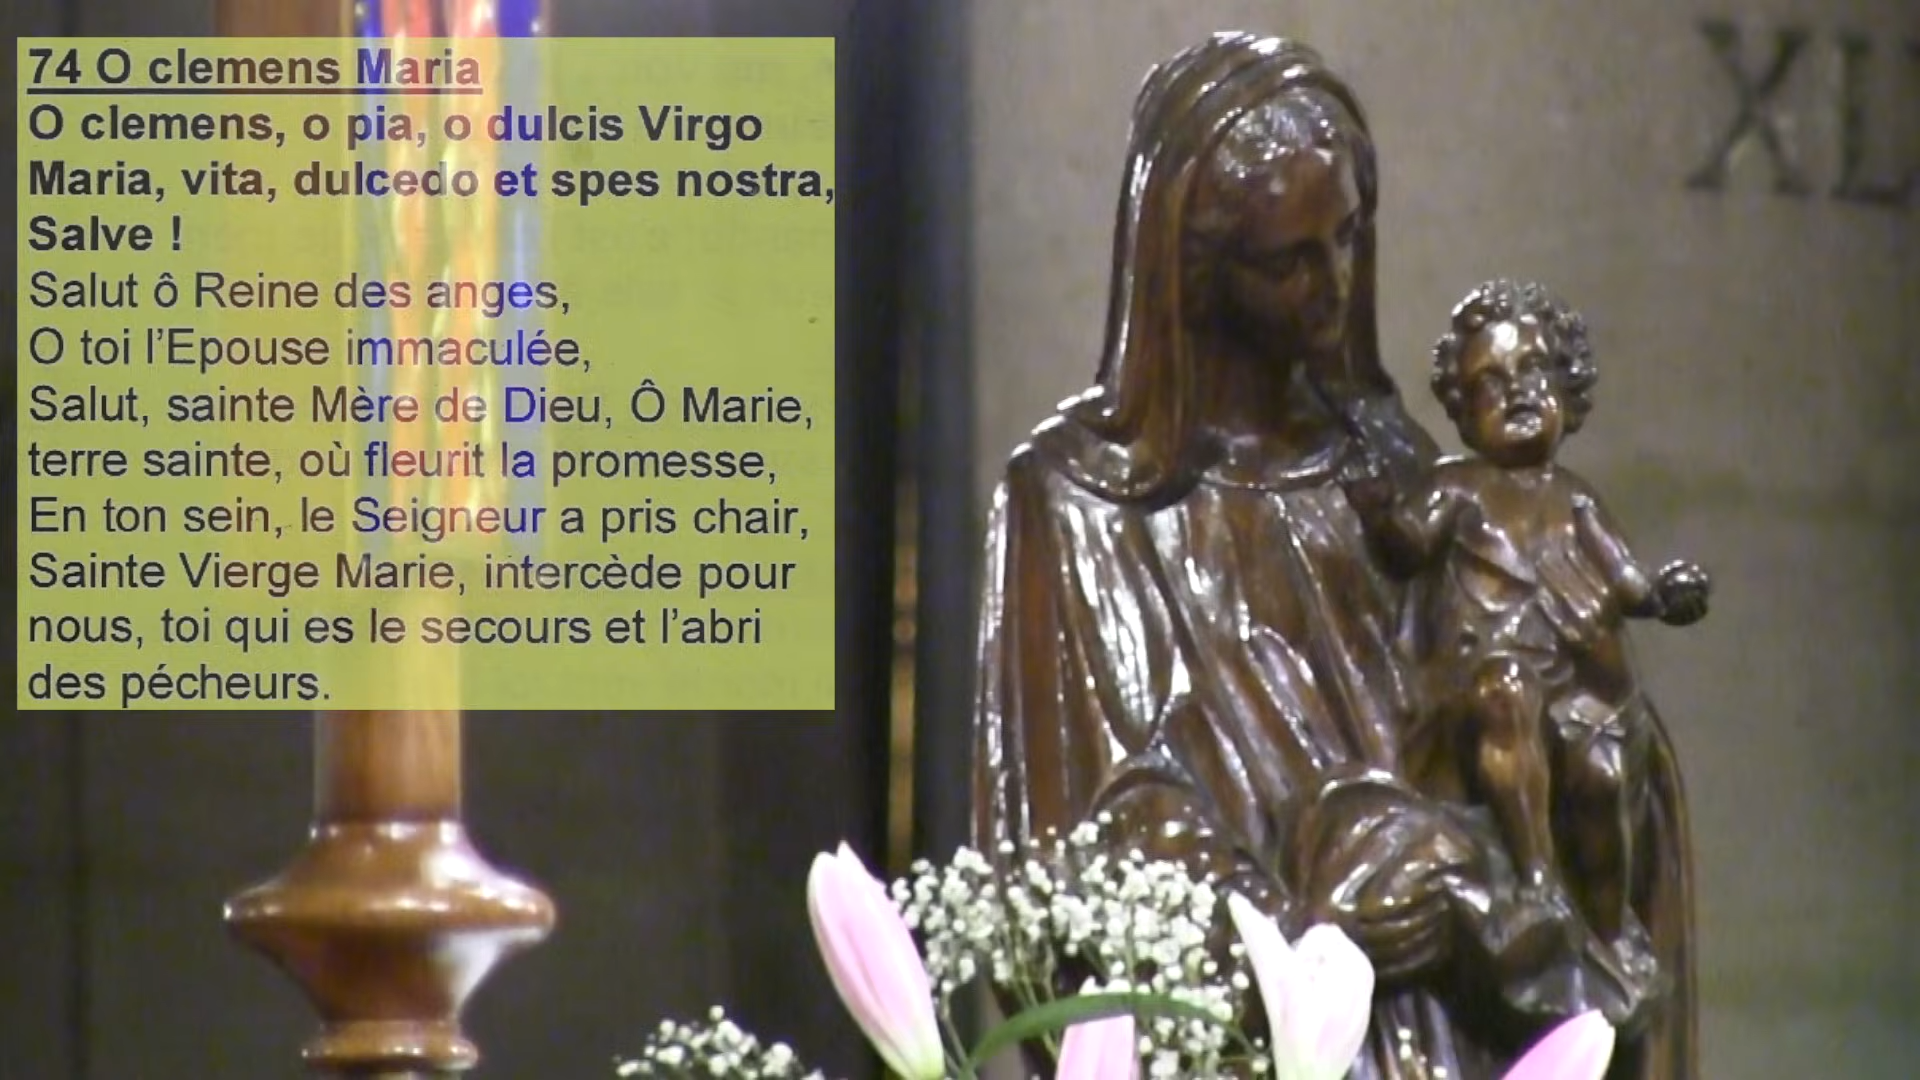 74 O clemens Maria
O clemens, o pia, o dulcis Virgo
Maria, vita, dulcedo et spes nostra,
Salve !
Salut ô Reine des anges,
O toi l’Epouse immaculée,
Salut, sainte Mère de Dieu, Ô Marie,
terre sainte, où fleurit la promesse,
En ton sein, le Seigneur a pris chair,
Sainte Vierge Marie, intercède pour
nous, toi qui es le secours et l’abri
des pécheurs.